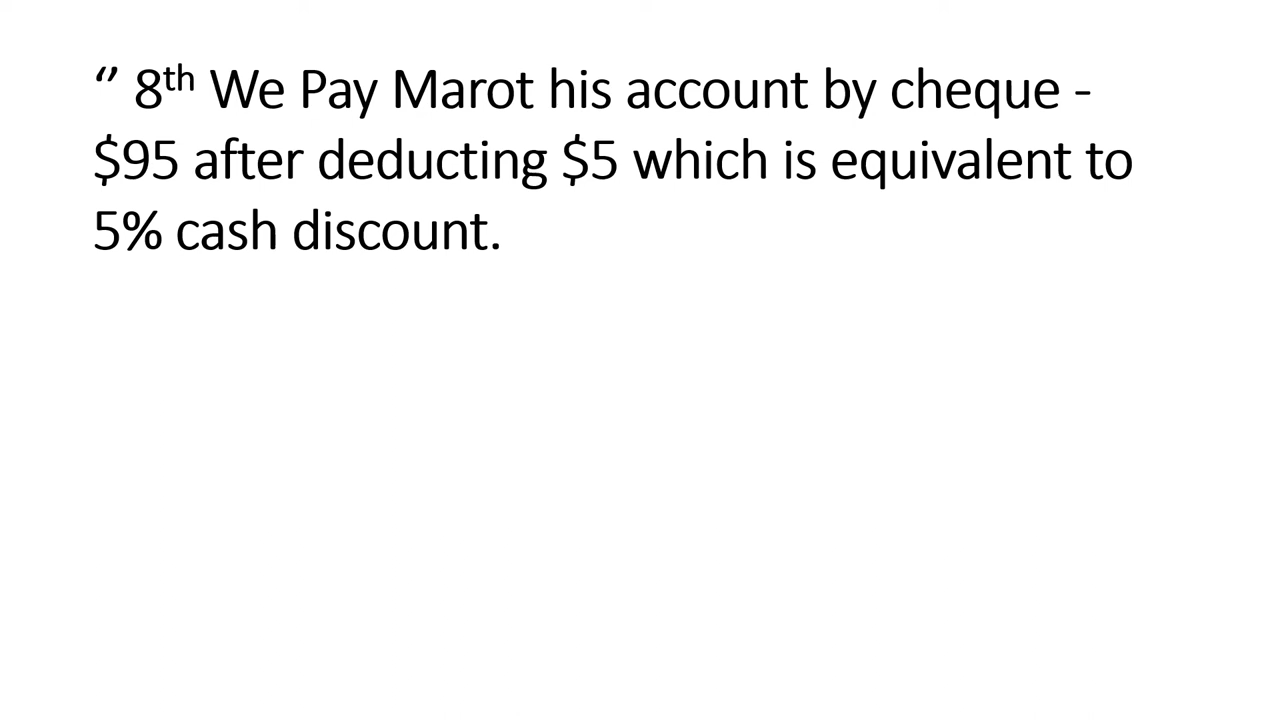 ‘’ 8th We Pay Marot his account by cheque -
$95 after deducting $5 which is equivalent to
5% cash discount.